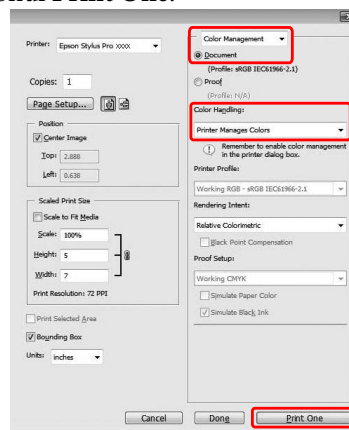 Printer: Epson Stylus Pro XXXX
Copies: 1
Page Setup...
Position
Center Image
Top: 2.888
Left: 0.638
Scaled Print Size
Scale to Fit Media
Scale: 100%
Height: 5
Width: 7
Print Resolution: 72 PPI
Print Selected Area
Bounding Box
Units: inches
Color Management
Document
(Profile: sRGB IEC61966-2.1)
Proof
(Profile: N/A)
Color Handling:
Printer Manages Colors
Remember to enable color management
in the printer dialog box.
Printer Profile:
Working RGB - sRGB IEC61966-2.1
Rendering Intent:
Relative Colorimetric
Black Point Compensation
Proof Setup:
Working CMYK
Simulate Paper Color
Simulate Black Ink
Cancel
Done
Print One